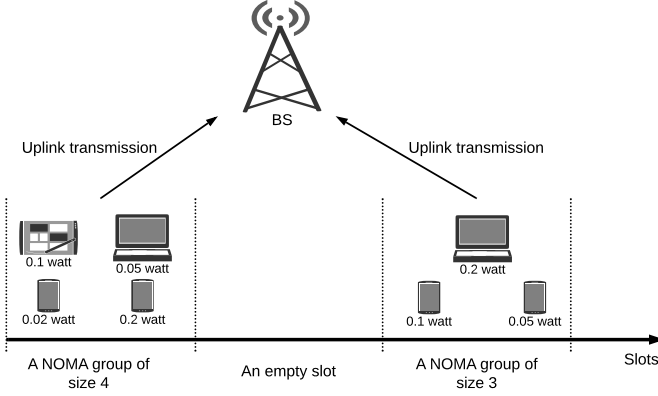 BS
Uplink transmission
Uplink transmission
0.1 watt
0.05 watt
0.02 watt
0.2 watt
0.2 watt
0.1 watt
0.05 watt
Slots
A NOMA group of
size 4
An empty slot
A NOMA group of
size 3